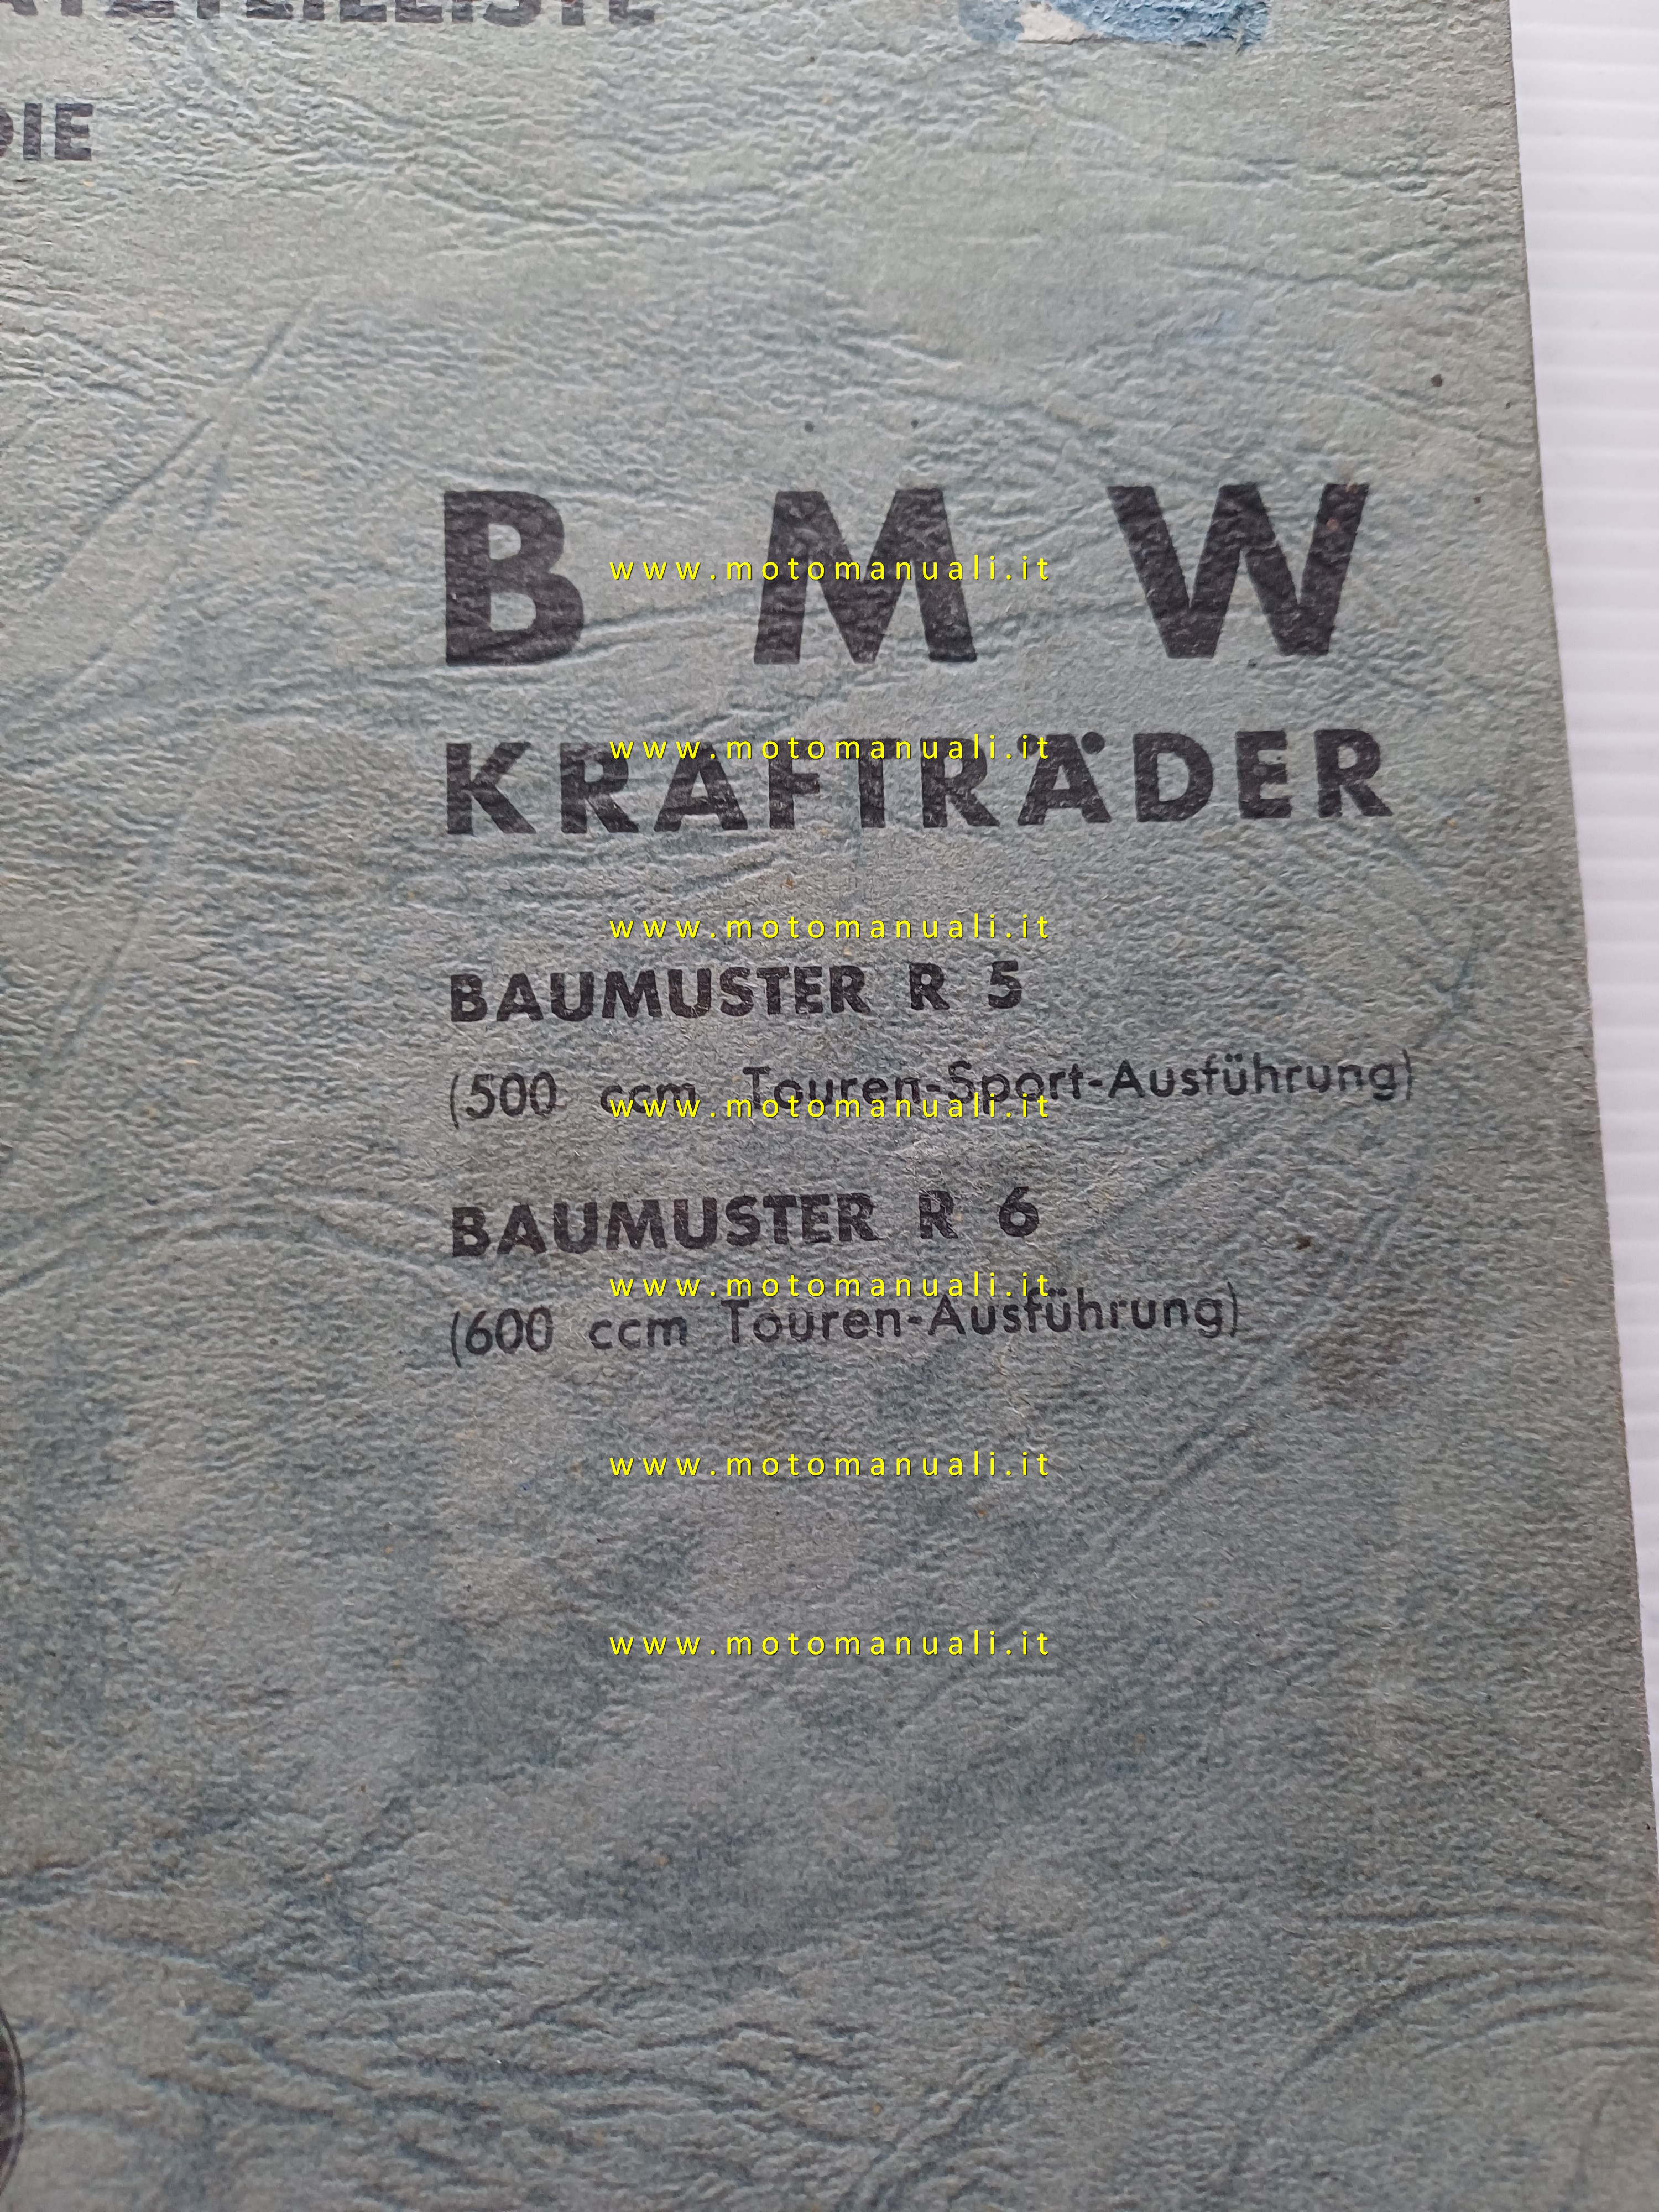 DIE
B M W
www.motomanuali.it
KRAFTRÄDER
www.motomanuali.it
www.motomanuali.it
BAUMUSTER R 5
(500 ccm Touren-Sport-Ausführung)
www.motomanuali.it
BAUMUSTER R 6
www.motomanuali.it
(600 ccm Touren-Ausführung)
www.motomanuali.it
www.motomanuali.it